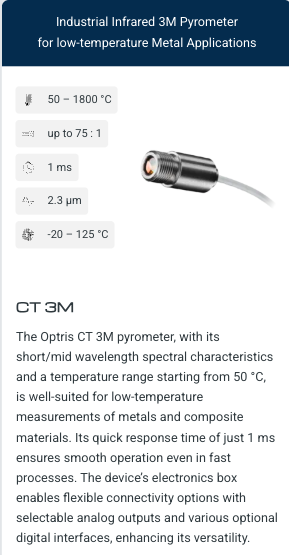 Industrial Infrared 3M Pyrometer
for low-temperature Metal Applications
50 – 1800 °C
up to 75 : 1
1 ms
2.3 µm
-20 – 125 °C
CT 3M
The Optris CT 3M pyrometer, with its
short/mid wavelength spectral characteristics
and a temperature range starting from 50 °C,
is well-suited for low-temperature
measurements of metals and composite
materials. Its quick response time of just 1 ms
ensures smooth operation even in fast
processes. The device’s electronics box
enables flexible connectivity options with
selectable analog outputs and various optional
digital interfaces, enhancing its versatility.